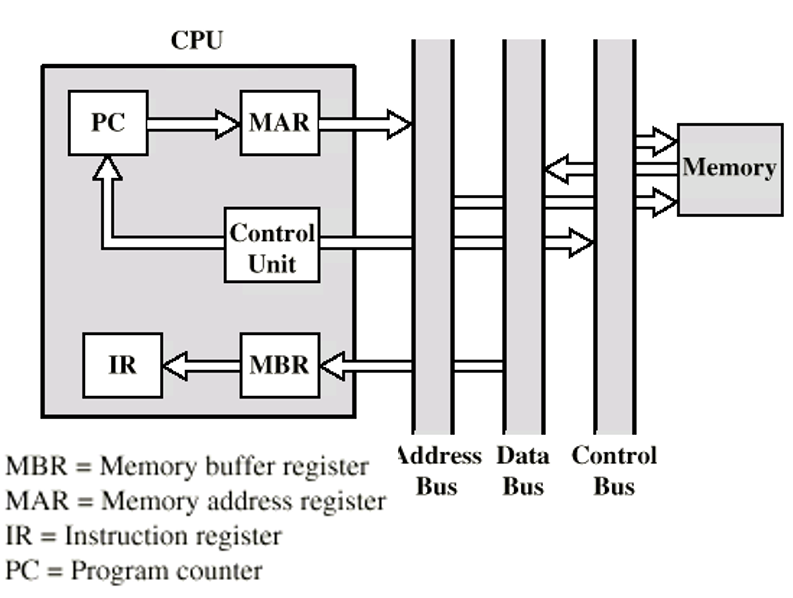 CPU
PC
MAR
Memory
Control
Unit
IR
MBR
Address
Bus
Data
Bus
Control
Bus
MBR = Memory buffer register
MAR = Memory address register
IR = Instruction register
PC = Program counter